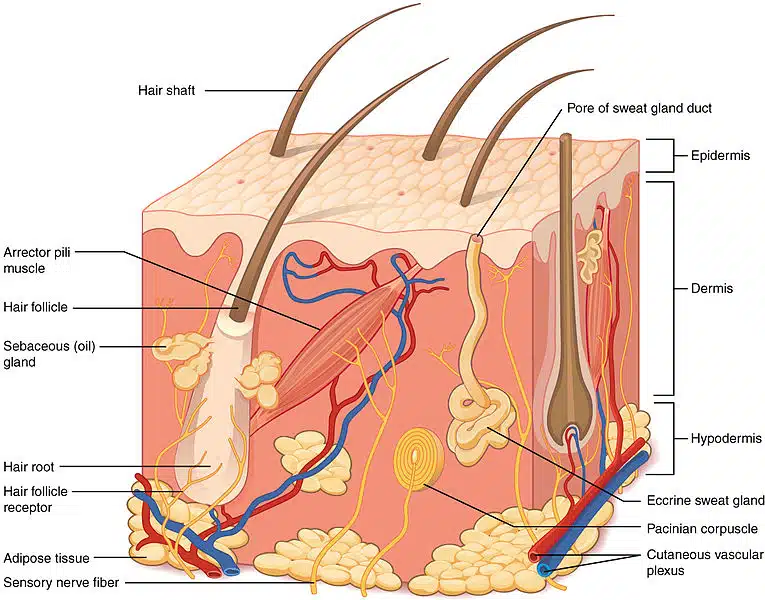 Hair shaft
Pore of sweat gland duct
Epidermis
Arrector pili
muscle
Dermis
Hair follicle
Sebaceous (oil)
gland
Hypodermis
Hair root
Hair follicle
receptor
Eccrine sweat gland
Pacinian corpuscle
Adipose tissue
Cutaneous vascular
plexus
Sensory nerve fiber